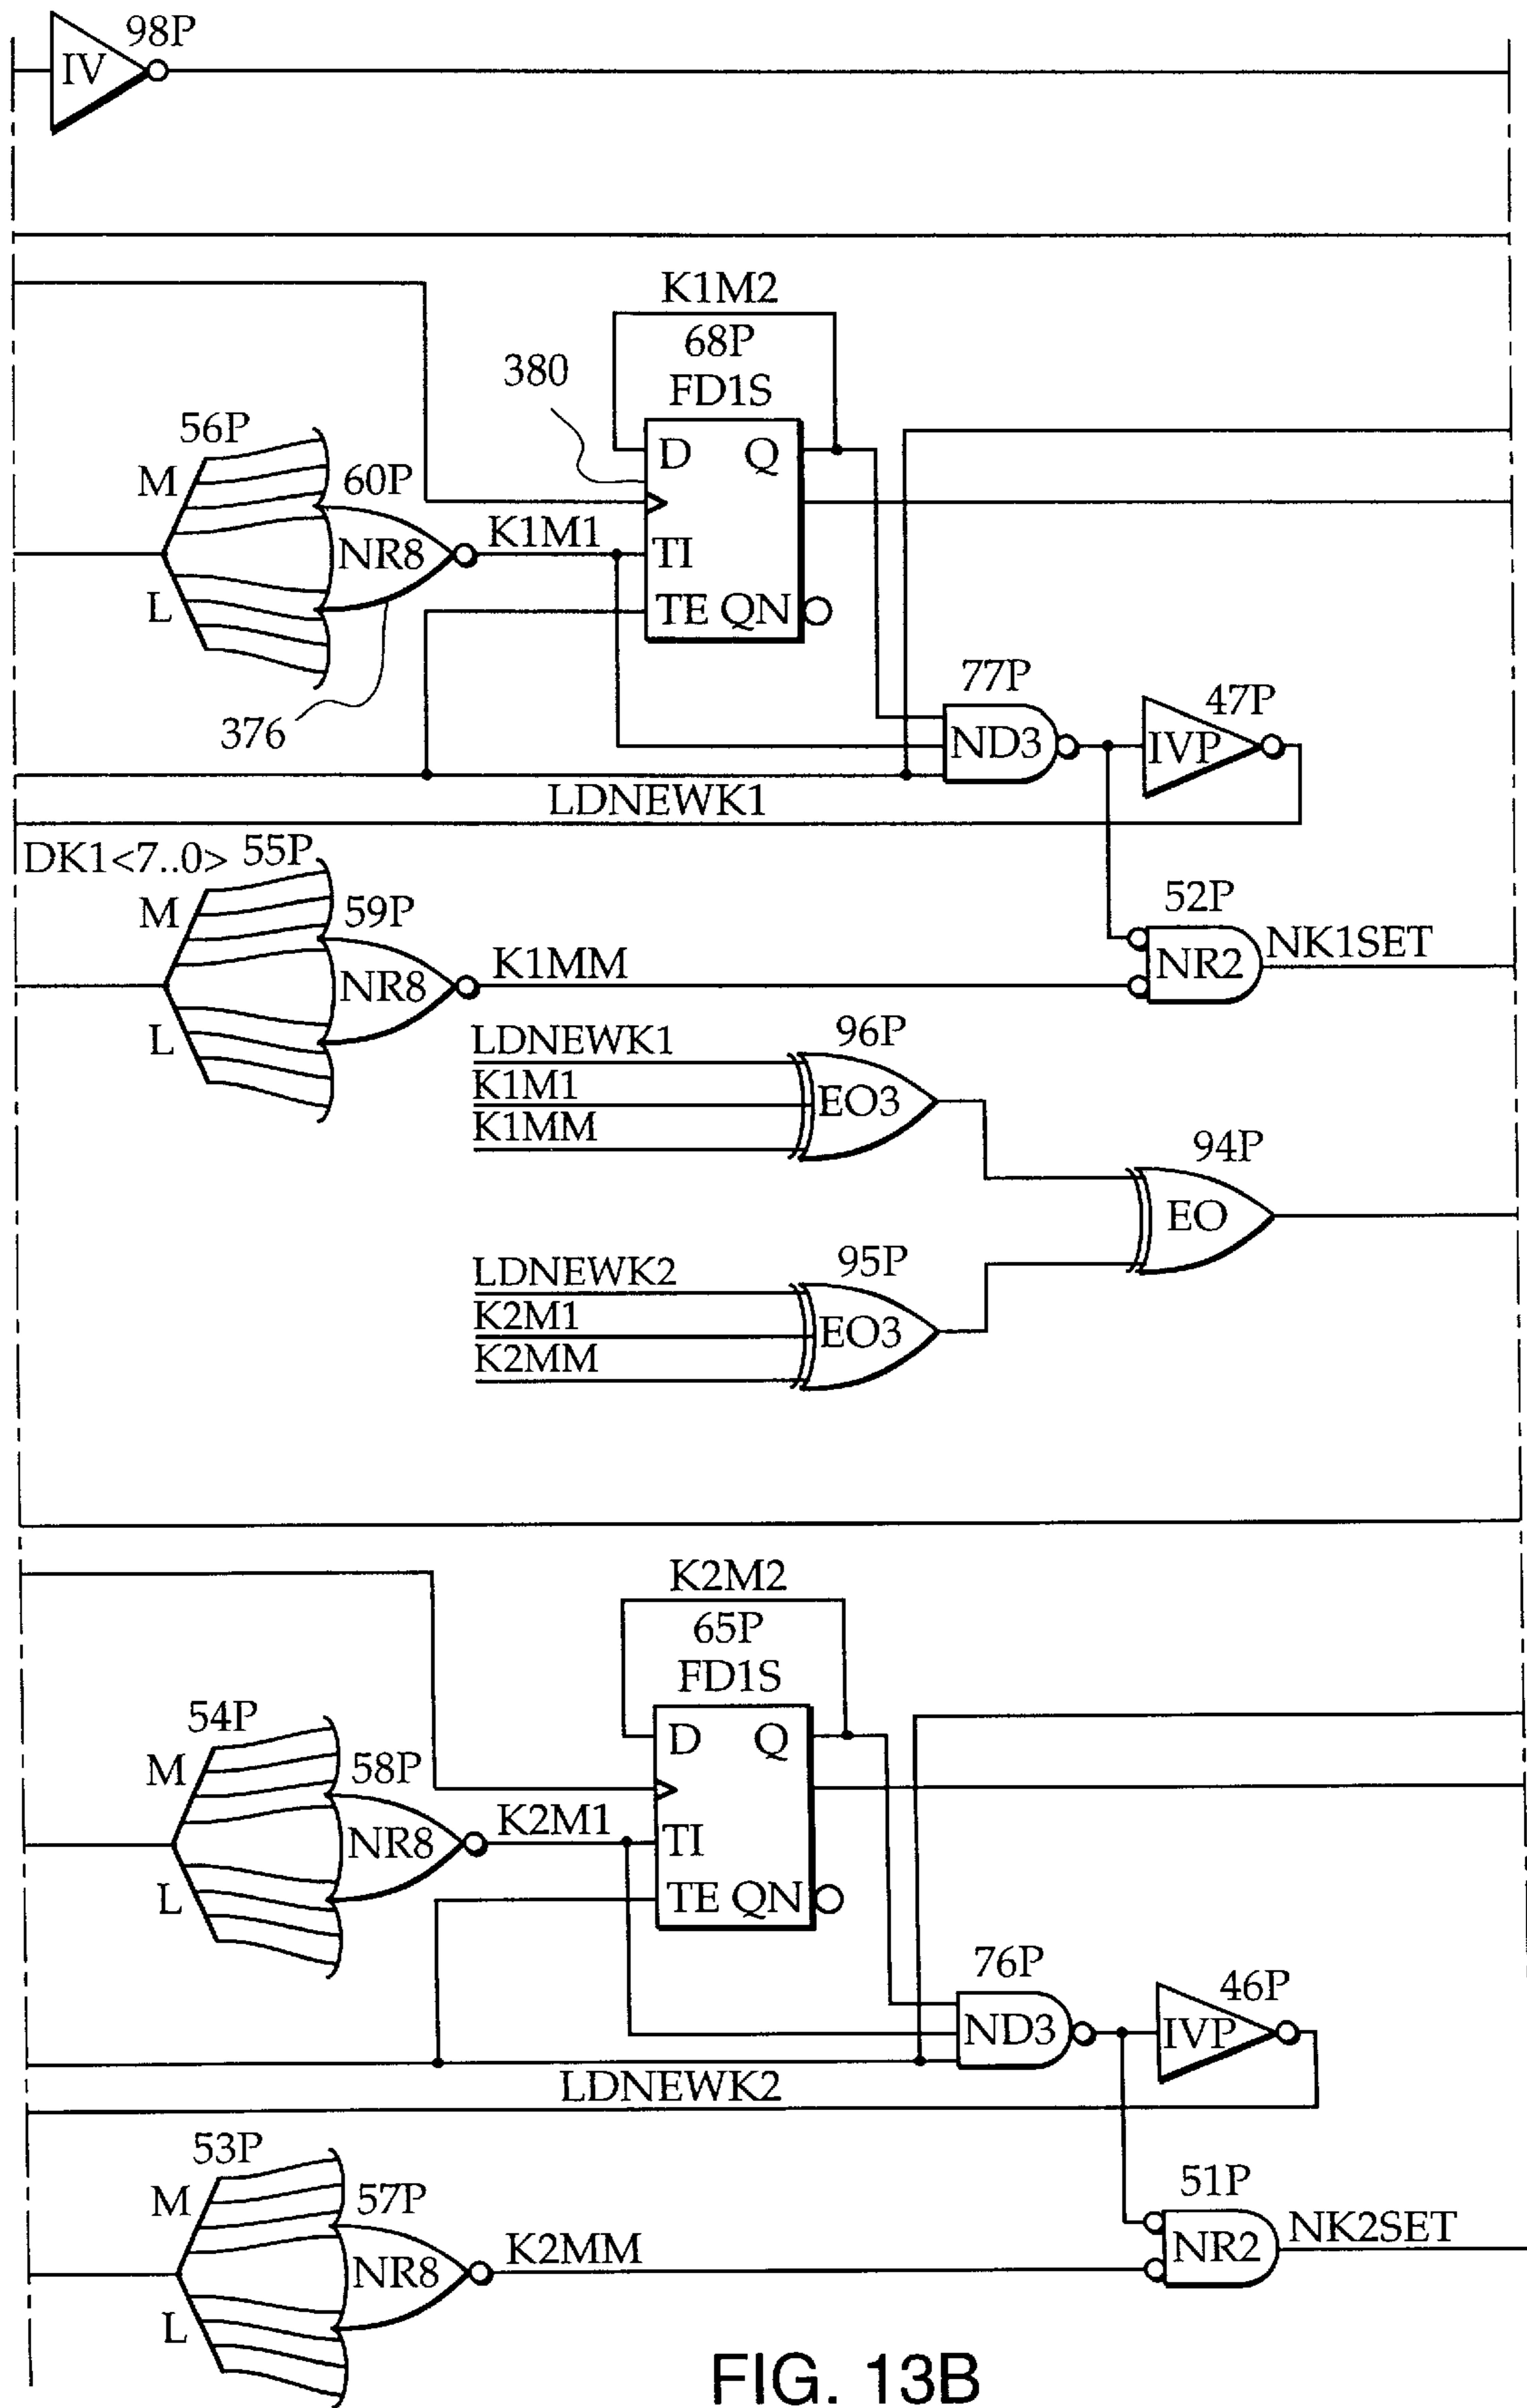 98P
IV
K1M2
68P
FD1S
380
D Q
56P
M
60P
NR8
K1M1
TI
TE QN
L
376
77P
ND3
47P
IVP
LDNEWK1
DK1<7..0>
55P
M
59P
NR8
K1MM
L
52P
NR2
NK1SET
LDNEWK1
K1M1
K1MM
96P
EO3
94P
EO
LDNEWK2
K2M1
K2MM
95P
EO3
K2M2
65P
FD1S
D Q
54P
M
58P
NR8
K2M1
TI
TE QN
L
76P
ND3
46P
IVP
LDNEWK2
53P
M
57P
NR8
K2MM
L
51P
NR2
NK2SET
FIG. 13B